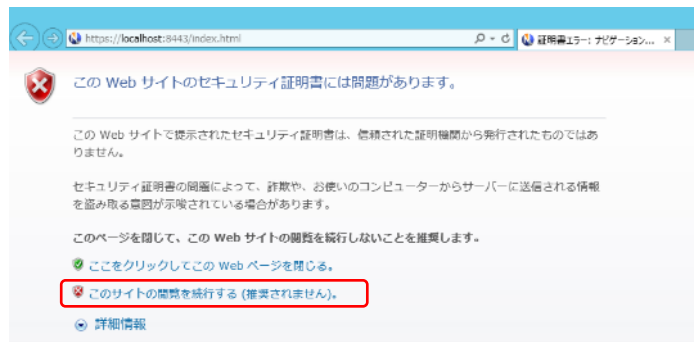 https://localhost:8443/index.html
証明書エラー: ナビゲーション...
この Web サイトのセキュリティ証明書には問題があります。
この Web サイトで提示されたセキュリティ証明書は、信頼された証明機関から発行されたものではあ
りません。
セキュリティ証明書の問題によって、詐欺や、お使いのコンピューターからサーバーに送信される情報
を盗み取る意図が示唆されている場合があります。
このページを閉じて、この Web サイトの閲覧を続行しないことを推奨します。
ここをクリックしてこの Web ページを閉じる。
このサイトの閲覧を続行する (推奨されません)。
詳細情報